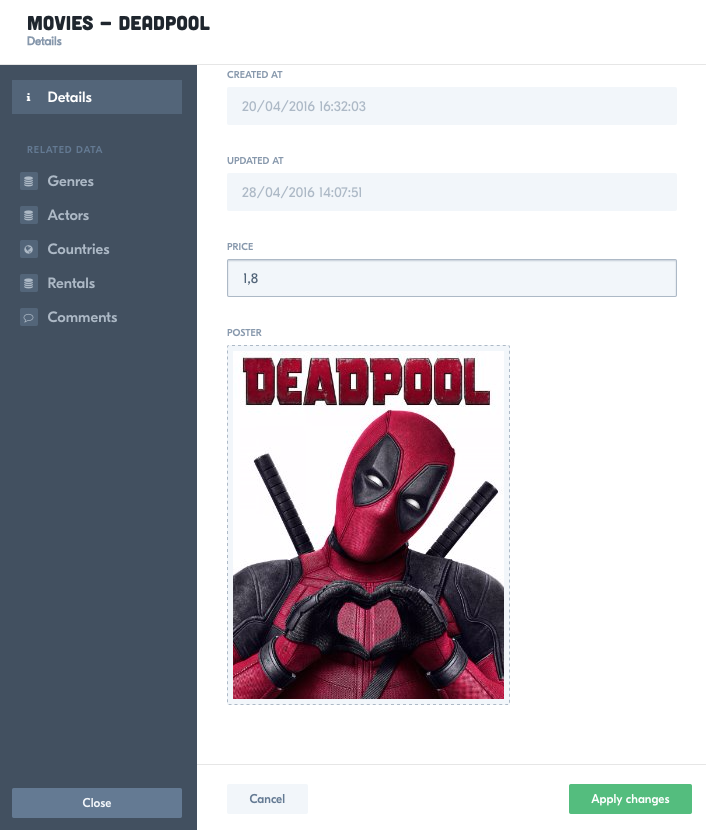 MOVIES – DEADPOOL
Details
Details
RELATED DATA
Genres
Actors
Countries
Rentals
Comments
Close
CREATED AT
20/04/2016 16:32:03
UPDATED AT
28/04/2016 14:07:51
PRICE
1,8
POSTER
DEADPOOL
Cancel
Apply changes